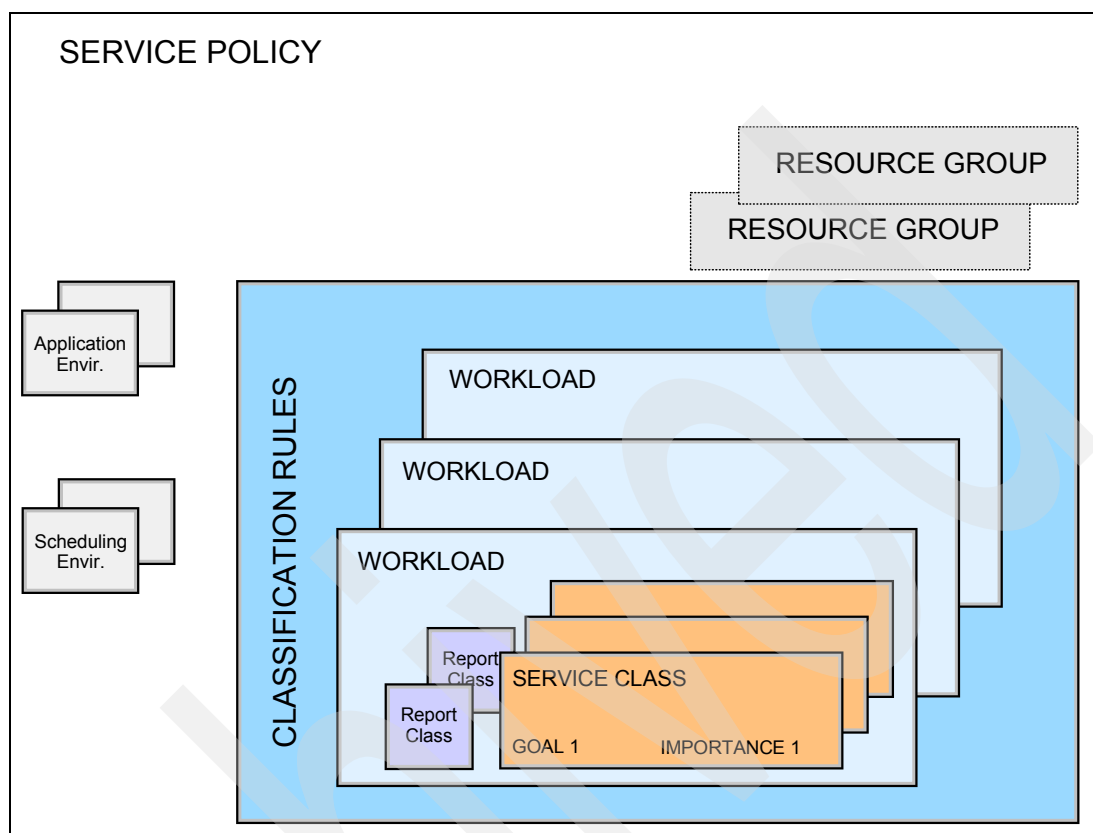 SERVICE POLICY
RESOURCE GROUP
RESOURCE GROUP
Application
Envir.
Scheduling
Envir.
CLASSIFICATION RULES
WORKLOAD
WORKLOAD
WORKLOAD
Report
Class
Report
Class
SERVICE CLASS
GOAL 1 IMPORTANCE 1